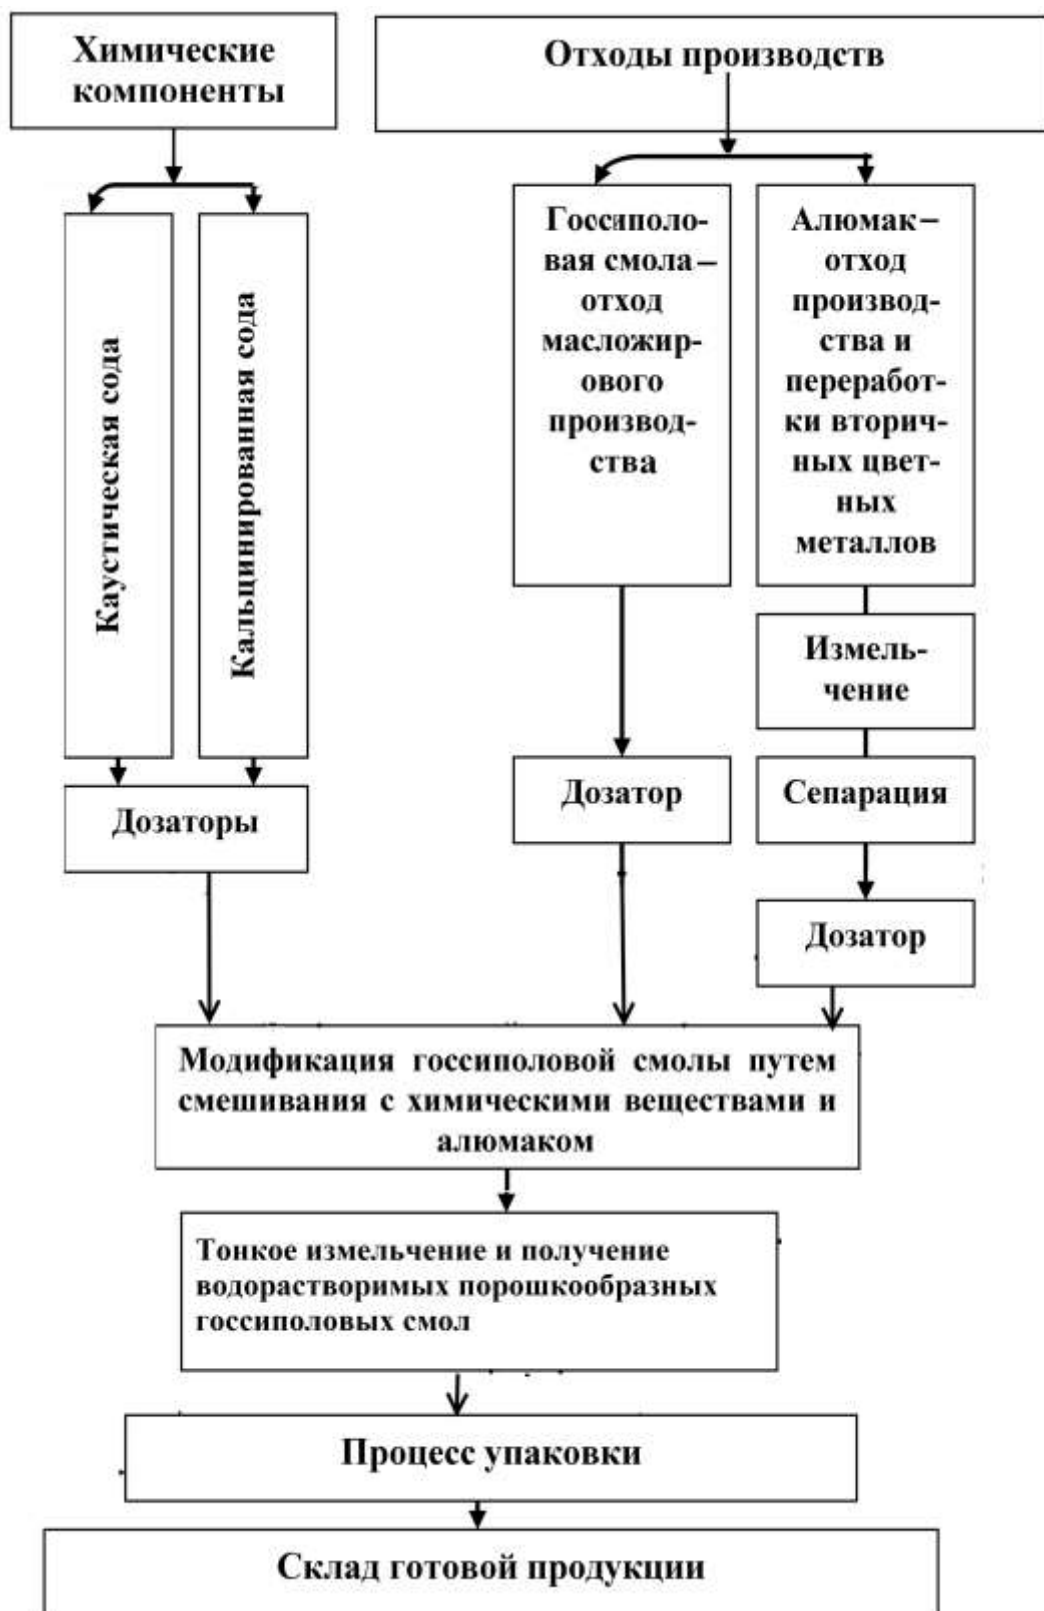 Химические
компоненты
Отходы производств
Каустическая сода
Кальцинированная сода
Госсиполо-
вая смола–
отход
масложир-
ового
производ-
ства
Алюмак–
отход
производ-
ства и
переработ-
ки вторич-
ных цвет-
ных
металлов
Измель-
чение
Дозаторы
Дозатор
Сепарация
Дозатор
Модификация госсиполовой смолы путем
смешивания с химическими веществами и
алюмаком
Тонкое измельчение и получение
водорастворимых порошкообразных
госсиполовых смол
Процесс упаковки
Склад готовой продукции